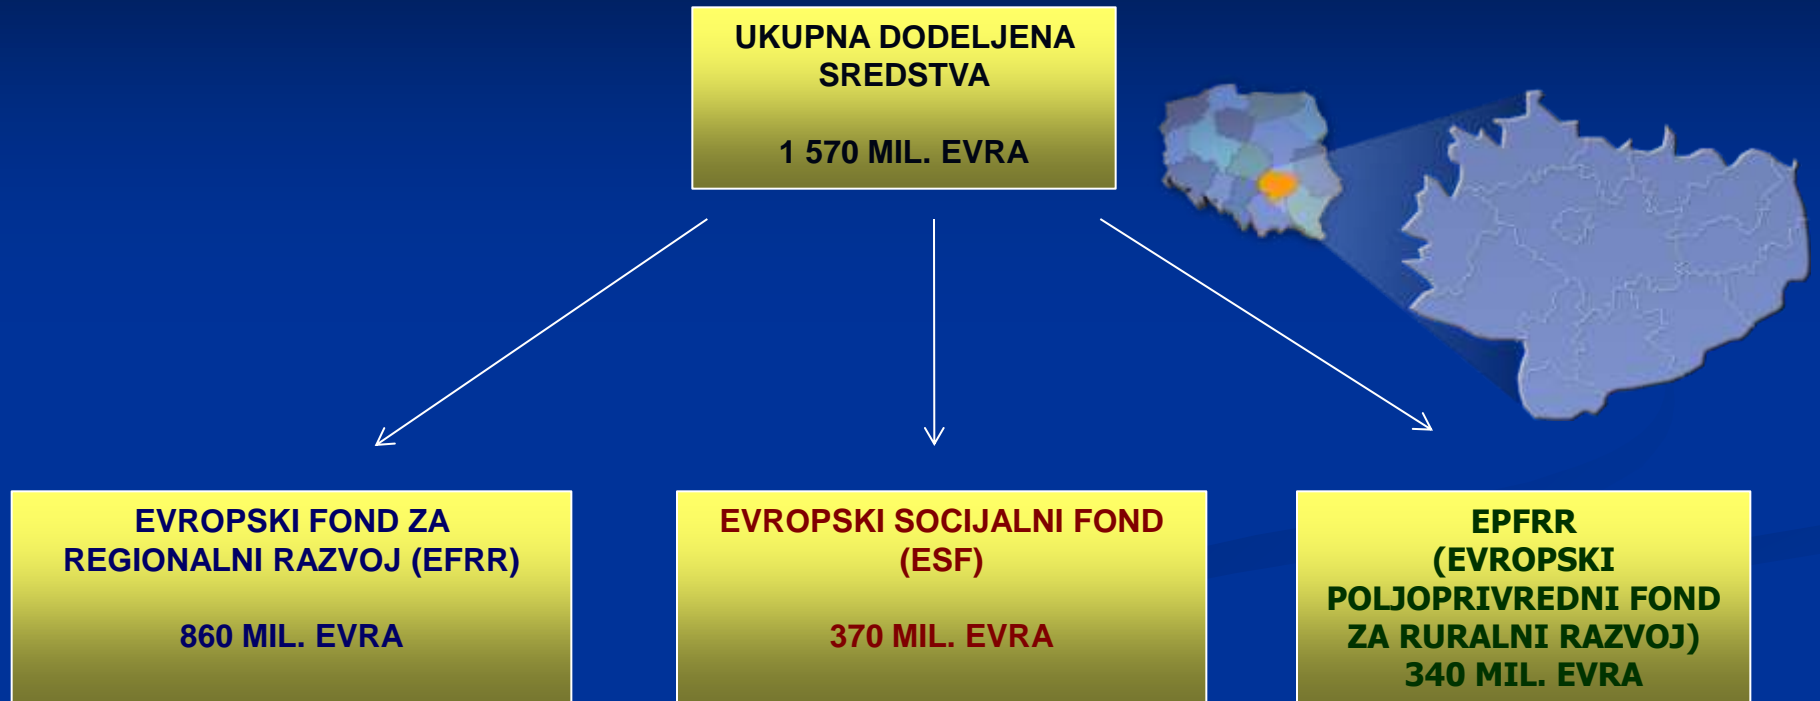 UKUPNA DODELJENA
SREDSTVA
1 570 MIL. EVRA
EVROPSKI FOND ZA
REGIONALNI RAZVOJ (EFRR)
860 MIL. EVRA
EVROPSKI SOCIJALNI FOND
(ESF)
370 MIL. EVRA
EPFRR
(EVROPSKI
POLJOPRIVREDNI FOND
ZA RURALNI RAZVOJ)
340 MIL. EVRA